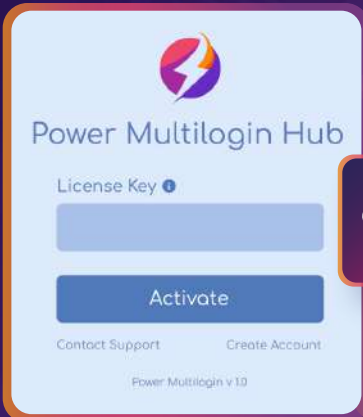 Power Multilogin Hub
License Key
Activate
Contact Support Create Account
Power Multilogin v 1.0